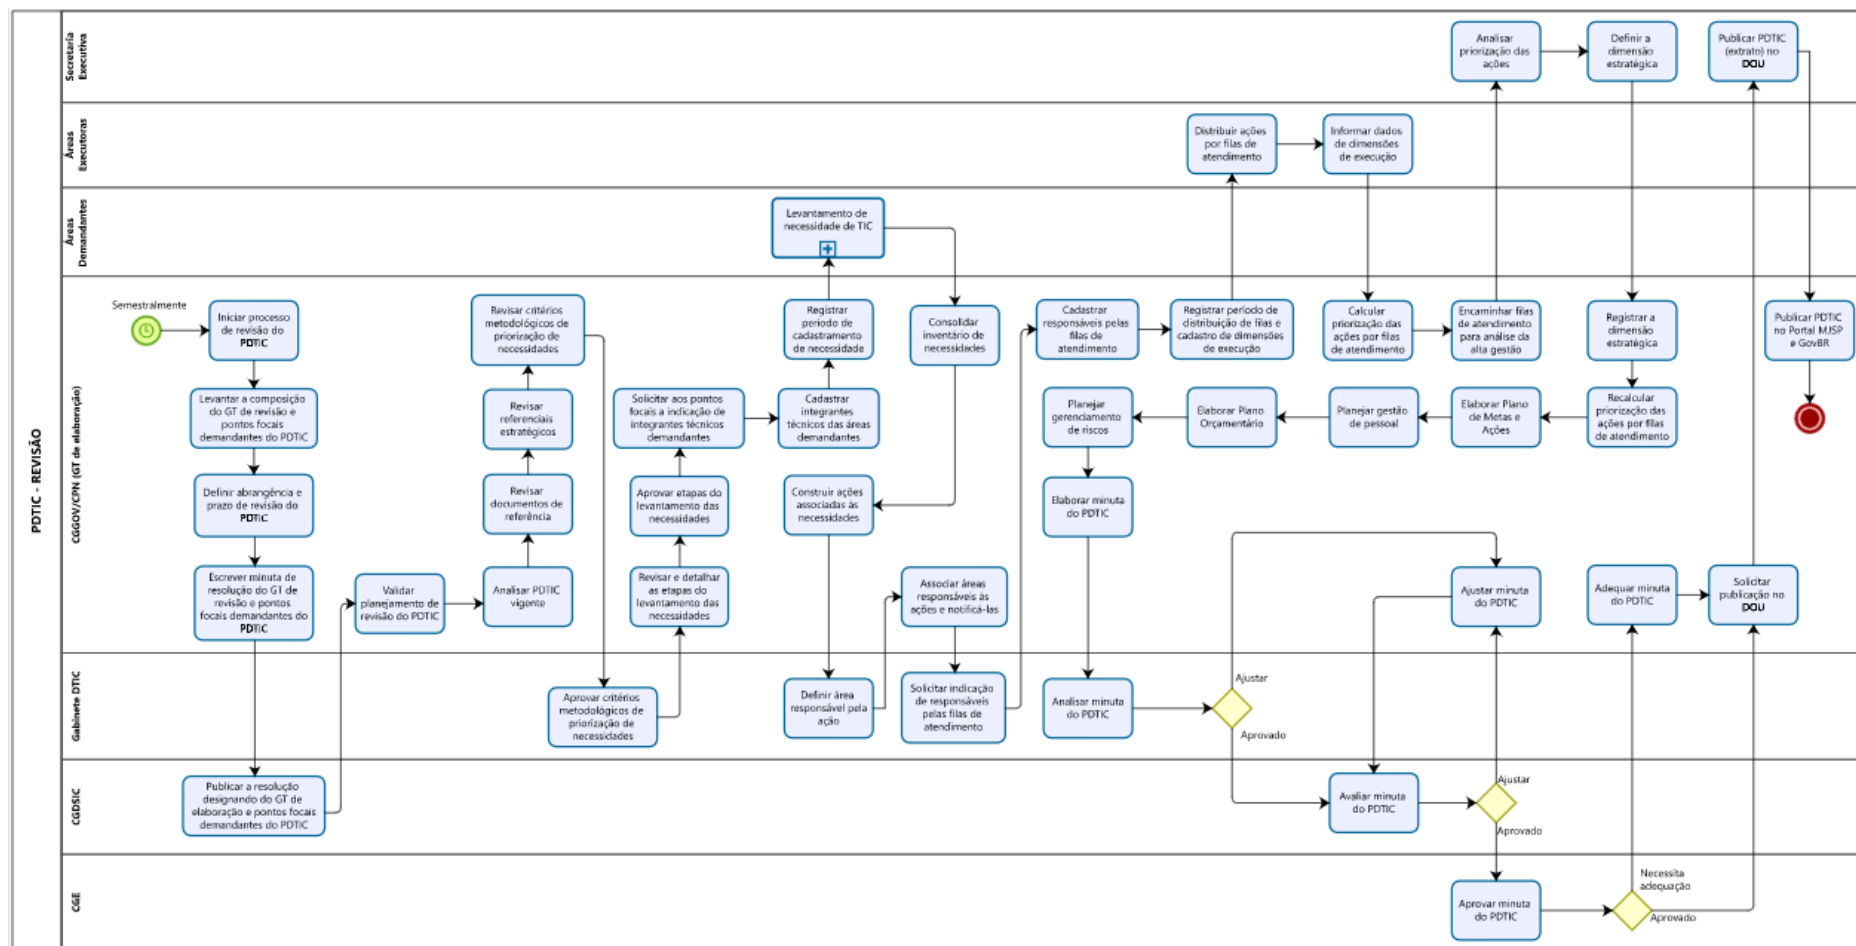 PDTIC - REVISÃO
Secretaria
Executiva
Analisar
priorização das
ações
Definir a
dimensão
estratégica
Publicar PDTIC
(extrato) no
DOU
Áreas
Executoras
Distribuir ações
por filas de
atendimento
Informar dados
de dimensões
de execução
Áreas
Demandantes
Levantamento de
necessidade de TIC
CGGOV/CPN (GT de elaboração)
Semestralmente
Iniciar processo
de revisão do
PDTIC
Levantar a composição
do GT de revisão e
pontos focais
demandantes do PDTIC
Definir abrangência e
prazo de revisão do
PDTIC
Escrever minuta de
resolução do GT de
revisão e pontos
focais demandantes do
PDTIC
Validar
planejamento de
revisão do PDTIC
Analisar PDTIC
vigente
Revisar
documentos de
referência
Revisar
referenciais
estratégicos
Revisar critérios
metodológicos de
priorização de
necessidades
Revisar e detalhar
as etapas do
levantamento das
necessidades
Aprovar etapas do
levantamento das
necessidades
Solicitar aos pontos
focais a indicação de
integrantes técnicos
demandantes
Cadastrar
integrantes
técnicos das áreas
demandantes
Registrar
período de
cadastramento
de necessidade
Consolidar
inventário de
necessidades
Construir ações
associadas às
necessidades
Associar áreas
responsáveis às
ações e notificá-las
Cadastrar
responsáveis pelas
filas de
atendimento
Registrar período de
distribuição de filas e
cadastro de dimensões
de execução
Calcular
priorização das
ações por filas
de atendimento
Encaminhar filas
de atendimento
para análise da
alta gestão
Registrar a
dimensão
estratégica
Recalcular
priorização das
ações por filas
de atendimento
Elaborar Plano
de Metas e
Ações
Planejar gestão
de pessoal
Elaborar Plano
Orçamentário
Planejar
gerenciamento
de riscos
Elaborar minuta
do PDTIC
Ajustar minuta
do PDTIC
Adequar minuta
do PDTIC
Solicitar
publicação no
DOU
Publicar PDTIC
no Portal MJSP
e GovBR
Gabinete DTIC
Aprovar critérios
metodológicos de
priorização de
necessidades
Definir área
responsável pela
ação
Solicitar indicação
de responsáveis
pelas filas de
atendimento
Analisar minuta
do PDTIC
Ajustar
Aprovado
CGDSIC
Publicar a resolução
designando do GT de
elaboração e pontos focais
demandantes do PDTIC
Avaliar minuta
do PDTIC
Ajustar
Aprovado
CGE
Aprovar minuta
do PDTIC
Necessita
adequação
Aprovado